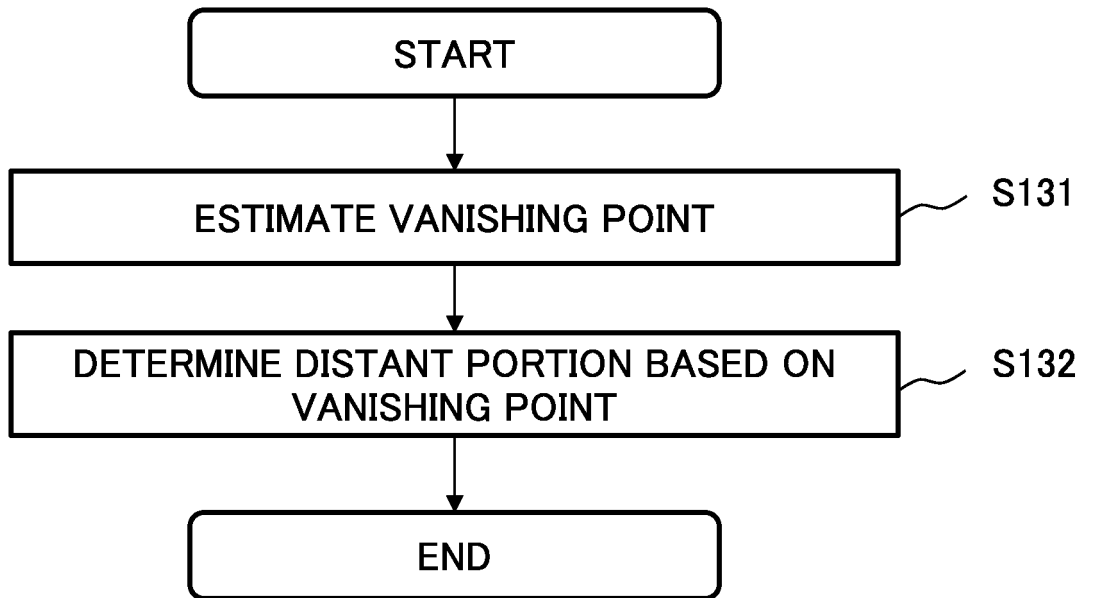 START
ESTIMATE VANISHING POINT
S131
DETERMINE DISTANT PORTION BASED ON
VANISHING POINT
S132
END